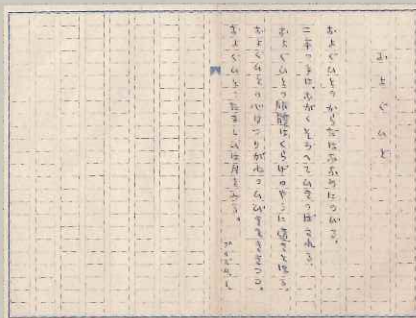 およぐひと
およぐひとのからだはななめにのびる、
二本の手はながくそろへてひきのばされる、
およぐひとの はくらげのやうに透きとほる、
およぐひとの心はつりがねのひびきをききつつ、
およぐひとのたましひは月をみる。